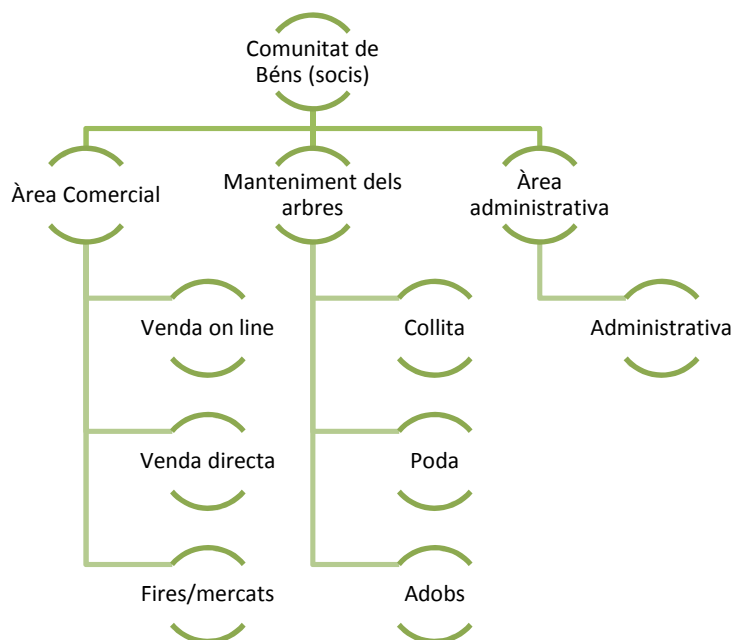 Comunitat de
Béns (socis)
Àrea Comercial
Manteniment dels
arbres
Àrea
administrativa
Venda on line
Collita
Administrativa
Venda directa
Poda
Fires/mercats
Adobs